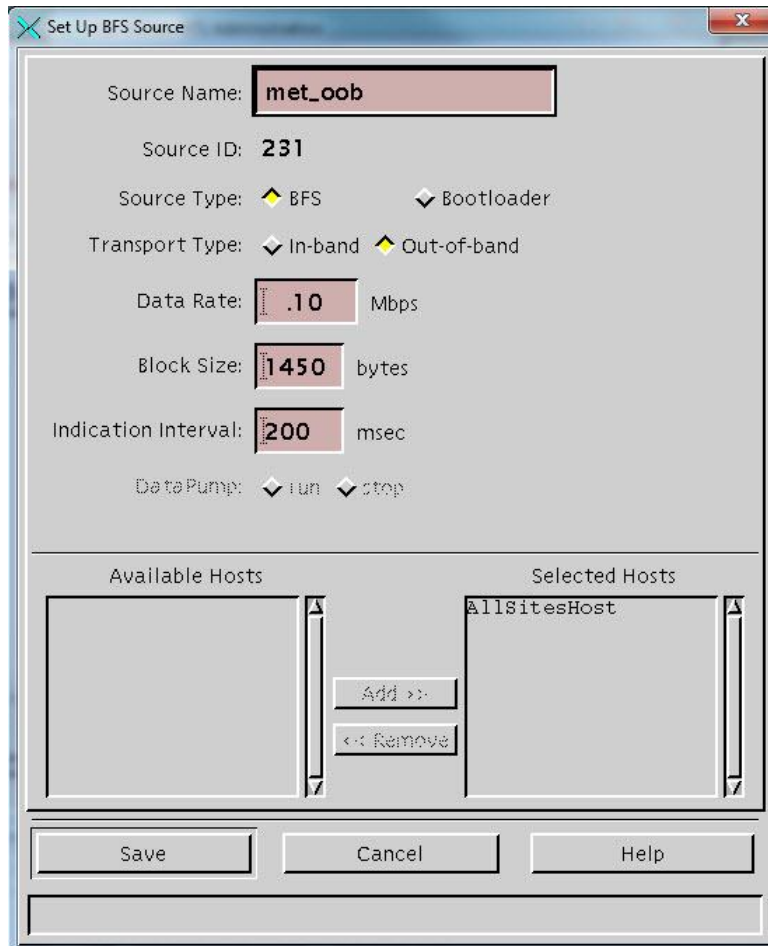 Set Up BFS Source
Source Name: met_oob
Source ID: 231
Source Type: BFS Bootloader
Transport Type: In-band Out-of-band
Data Rate: .10 Mbps
Block Size: 1450 bytes
Indication Interval: 200 msec
DataPump: run stop
Available Hosts Selected Hosts
AllSitesHost
Add >>
<< Remove
Save Cancel Help